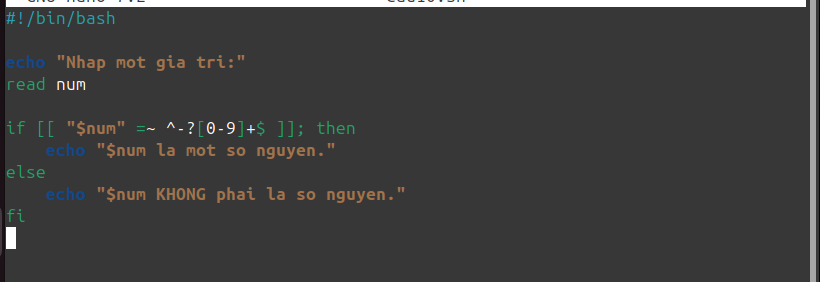 #!/bin/bash
echo "Nhap mot gia tri:"
read num
if [[ "$num" =~ ^-?[0-9]+$ ]]; then
    echo "$num la mot so nguyen."
else
    echo "$num KHONG phai la so nguyen."
fi